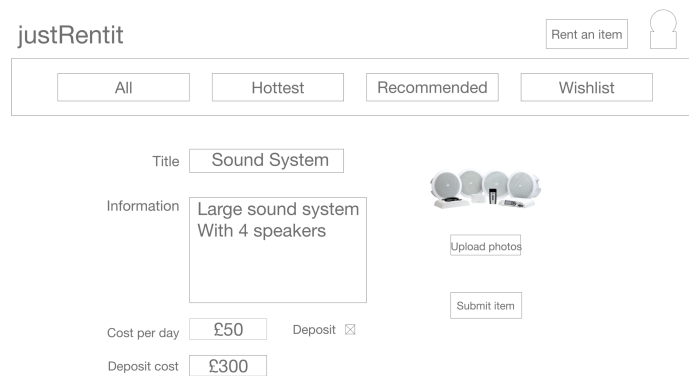 justRentit
Rent an item
All
Hottest
Recommended
Wishlist
Title
Sound System
Information
Large sound system
With 4 speakers
Upload photos
Submit item
Cost per day
£50
Deposit
Deposit cost
£300